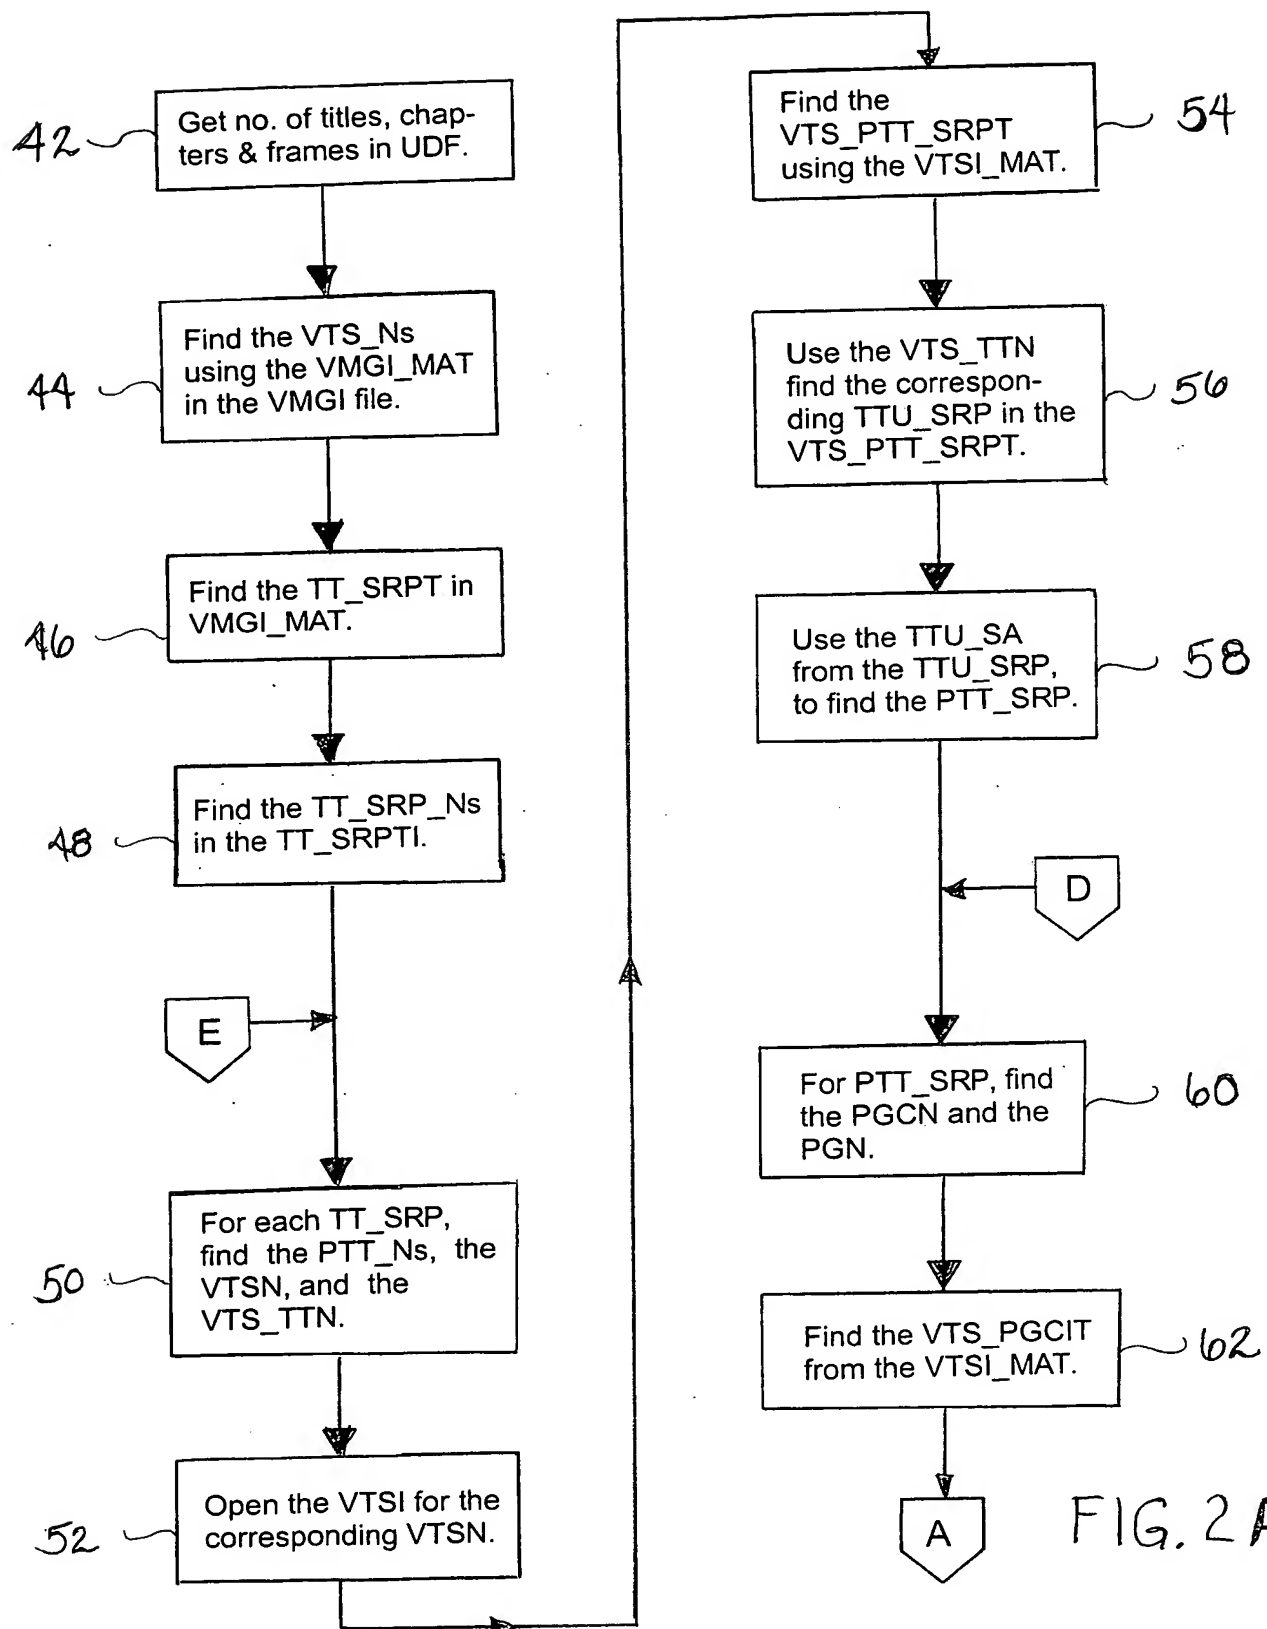 42
Get no. of titles, chap-
ters & frames in UDF.
44
Find the VTS_Ns
using the VMGI_MAT
in the VMGI file.
46
Find the TT_SRPT in
VMGI_MAT.
48
Find the TT_SRP_Ns
in the TT_SRPTI.
E
50
For each TT_SRP,
find the PTT_Ns, the
VTSN, and the
VTS_TTN.
52
Open the VTSI for the
corresponding VTSN.
Find the
VTS_PTT_SRPT
using the VTSI_MAT.
54
Use the VTS_TTN
find the correspon-
ding TTU_SRP in the
VTS_PTT_SRPT.
56
Use the TTU_SA
from the TTU_SRP,
to find the PTT_SRP.
58
D
For PTT_SRP, find
the PGCN and the
PGN.
60
Find the VTS_PGCIT
from the VTSI_MAT.
62
A
FIG. 2A